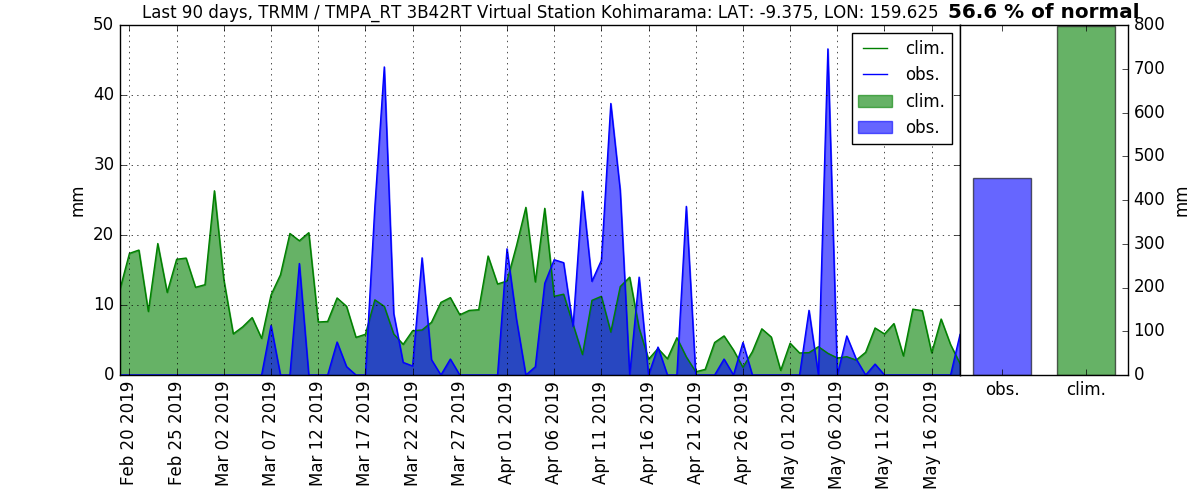 Last 90 days, TRMM / TMPA_RT 3B42RT Virtual Station Kohimarama: LAT: -9.375, LON: 159.625
56.6 % of normal
50
40
30
20
10
0
mm
clim.
obs.
clim.
obs.
Feb 20 2019
Feb 25 2019
Mar 02 2019
Mar 07 2019
Mar 12 2019
Mar 17 2019
Mar 22 2019
Mar 27 2019
Apr 01 2019
Apr 06 2019
Apr 11 2019
Apr 16 2019
Apr 21 2019
Apr 26 2019
May 01 2019
May 06 2019
May 11 2019
May 16 2019
800
700
600
500
400
300
200
100
0
mm
obs.
clim.